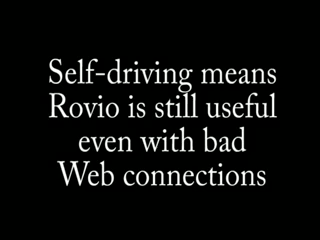 Self-driving means
Rovio is still useful
even with bad
Web connections